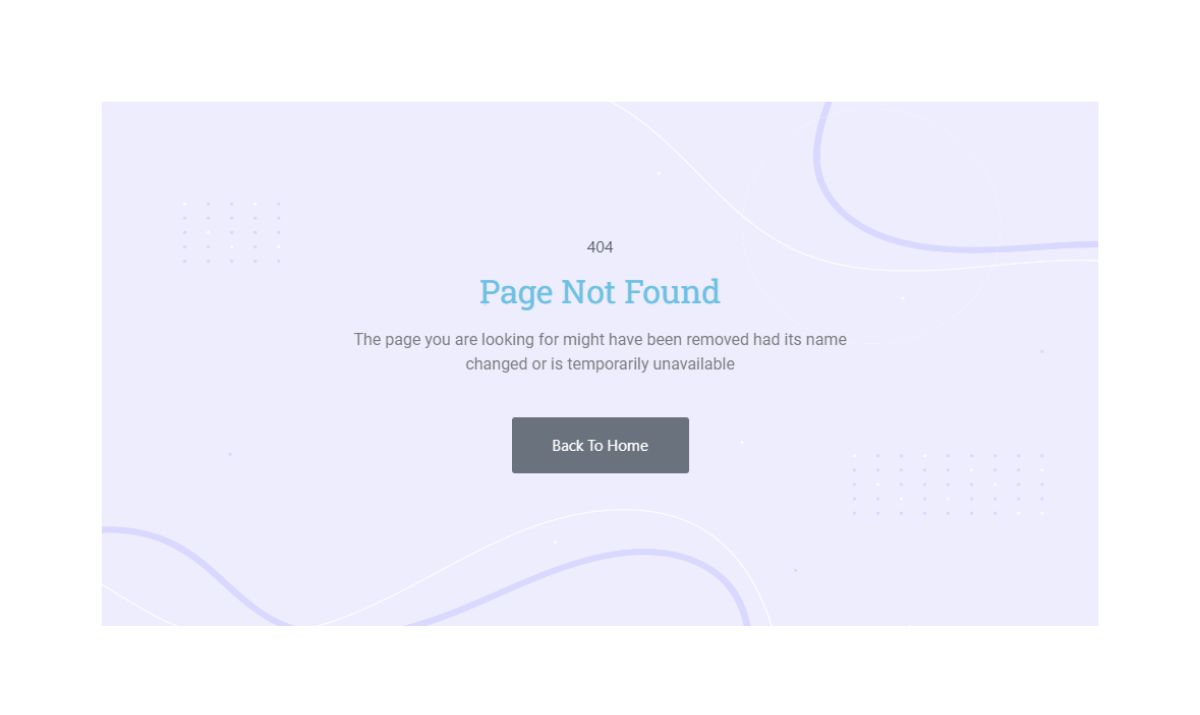 404
Page Not Found
The page you are looking for might have been removed had its name
changed or is temporarily unavailable
Back To Home